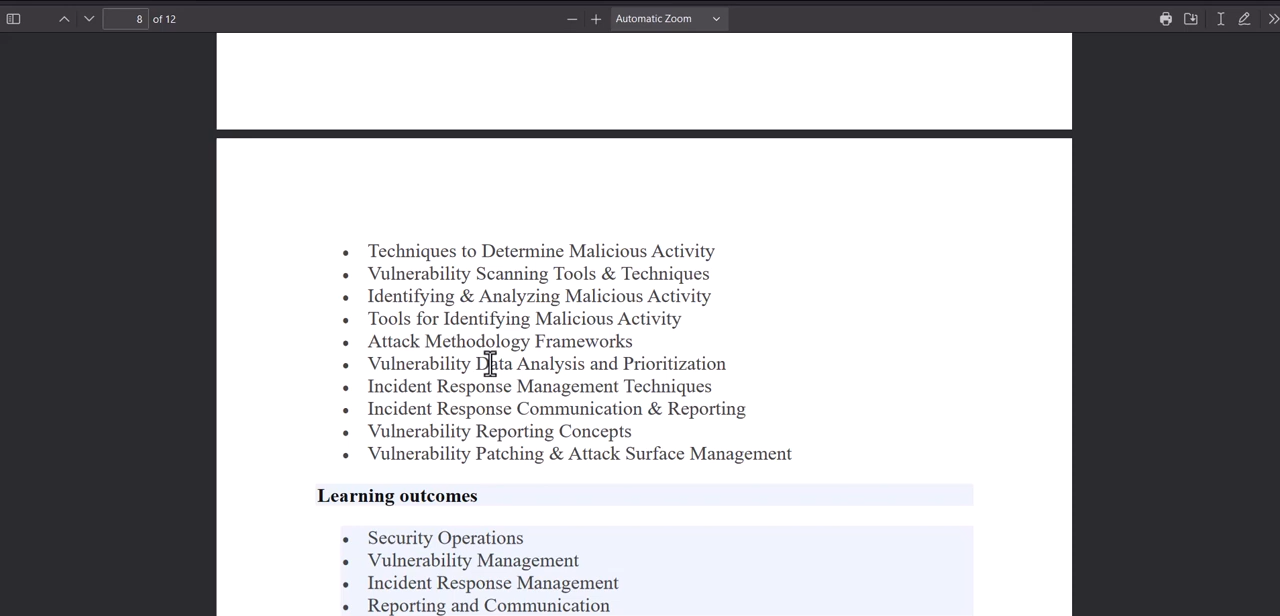 8 of 12
Automatic Zoom
Techniques to Determine Malicious Activity
Vulnerability Scanning Tools & Techniques
Identifying & Analyzing Malicious Activity
Tools for Identifying Malicious Activity
Attack Methodology Frameworks
Vulnerability Data Analysis and Prioritization
Incident Response Management Techniques
Incident Response Communication & Reporting
Vulnerability Reporting Concepts
Vulnerability Patching & Attack Surface Management
Learning outcomes
Security Operations
Vulnerability Management
Incident Response Management
Reporting and Communication